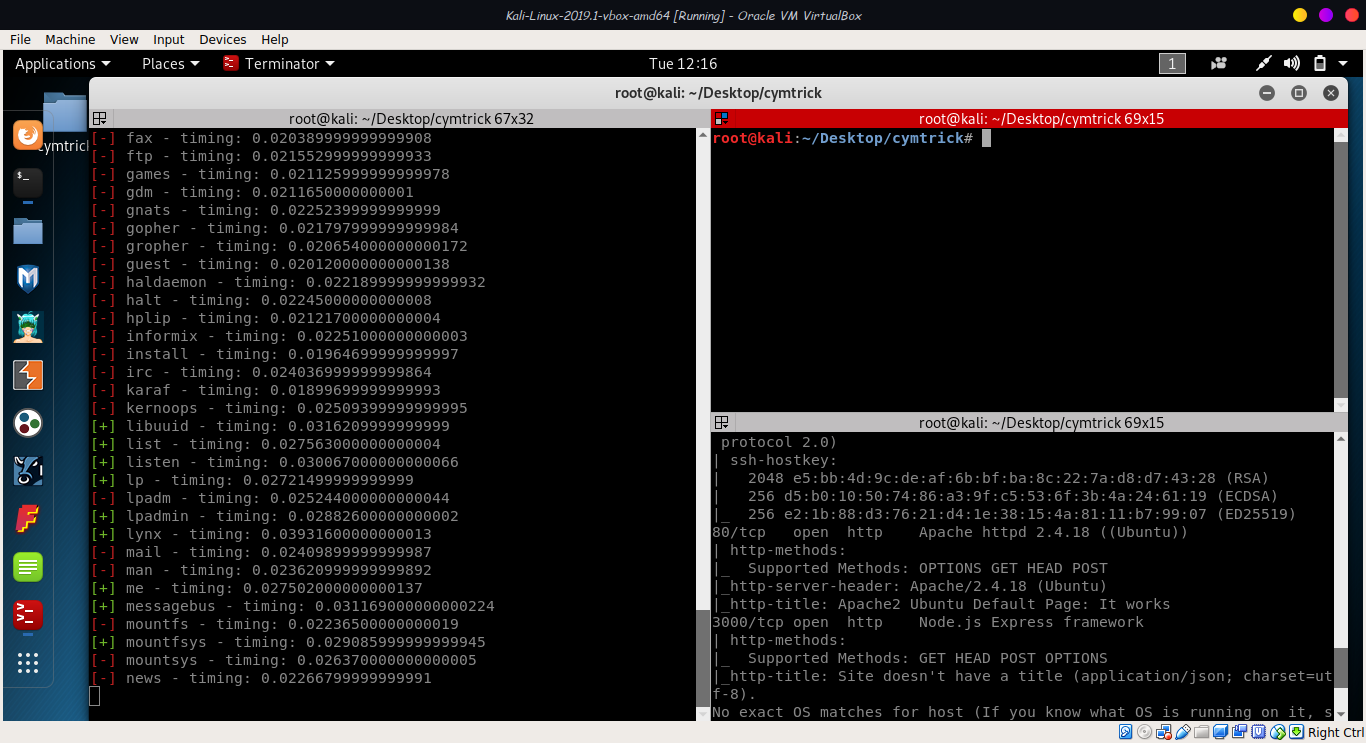 Kali-Linux-2019.1-vbox-amd64 [Running] - Oracle VM VirtualBox
File Machine View Input Devices Help
Applications Places Terminator Tue 12:16 1
root@kali: ~/Desktop/cymtrick
cymtrick
root@kali: ~/Desktop/cymtrick 67x32
[-] fax - timing: 0.020389999999999908
[-] ftp - timing: 0.021552999999999933
[-] games - timing: 0.021125999999999978
[-] gdm - timing: 0.0211650000000001
[-] gnats - timing: 0.02252399999999999
[-] gopher - timing: 0.021797999999999984
[-] gropher - timing: 0.020654000000000172
[-] guest - timing: 0.020120000000000138
[-] haldaemon - timing: 0.022189999999999932
[-] halt - timing: 0.02245000000000008
[-] hplip - timing: 0.02121700000000004
[-] informix - timing: 0.022510000000000003
[-] install - timing: 0.01964699999999997
[-] irc - timing: 0.024036999999999864
[-] karaf - timing: 0.01899699999999993
[-] kernoops - timing: 0.025093999999999995
[+] libuuid - timing: 0.0316209999999999
[+] list - timing: 0.027563000000000004
[+] listen - timing: 0.030067000000000066
[+] lp - timing: 0.02721499999999999
[-] lpadm - timing: 0.025244000000000044
[+] lpadmin - timing: 0.02882600000000002
[+] lynx - timing: 0.03931600000000013
[-] mail - timing: 0.02409899999999987
[-] man - timing: 0.023620999999999892
[+] me - timing: 0.027502000000000137
[+] messagebus - timing: 0.031169000000000224
[-] mountfs - timing: 0.02236500000000019
[+] mountfsys - timing: 0.029085999999999945
[-] mountsys - timing: 0.026370000000000005
[-] news - timing: 0.02266799999999991
root@kali: ~/Desktop/cymtrick 69x15
root@kali:~/Desktop/cymtrick#
root@kali: ~/Desktop/cymtrick 69x15
protocol 2.0)
| ssh-hostkey:
|   2048 e5:bb:4d:9c:de:af:6b:bf:ba:8c:22:7a:d8:d7:43:28 (RSA)
|   256 d5:b0:10:50:74:86:a3:9f:c5:53:6f:3b:4a:24:61:19 (ECDSA)
|_  256 e2:1b:88:d3:76:21:d4:1e:38:15:4a:81:11:b7:99:07 (ED25519)
80/tcp   open  http    Apache httpd 2.4.18 ((Ubuntu))
| http-methods:
|_  Supported Methods: OPTIONS GET HEAD POST
|_http-server-header: Apache/2.4.18 (Ubuntu)
|_http-title: Apache2 Ubuntu Default Page: It works
3000/tcp open  http    Node.js Express framework
| http-methods:
|_  Supported Methods: GET HEAD POST OPTIONS
|_http-title: Site doesn't have a title (application/json; charset=ut
f-8).
No exact OS matches for host (If you know what OS is running on it, s
Right Ctrl